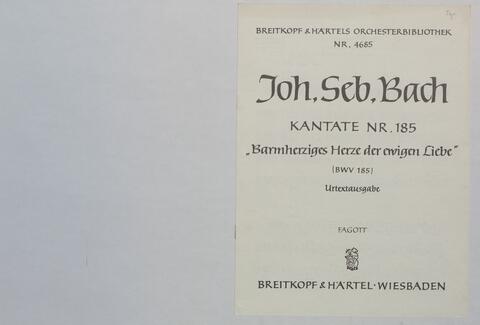 BREITKOPF & HÄRTELS ORCHESTERBIBLIOTHEK
NR. 4685
Joh. Seb. Bach
KANTATE NR. 185
„Barmherziges Herze der ewigen Liebe“
(BWV 185)
Urtextausgabe
FAGOTT
BREITKOPF & HÄRTEL · WIESBADEN